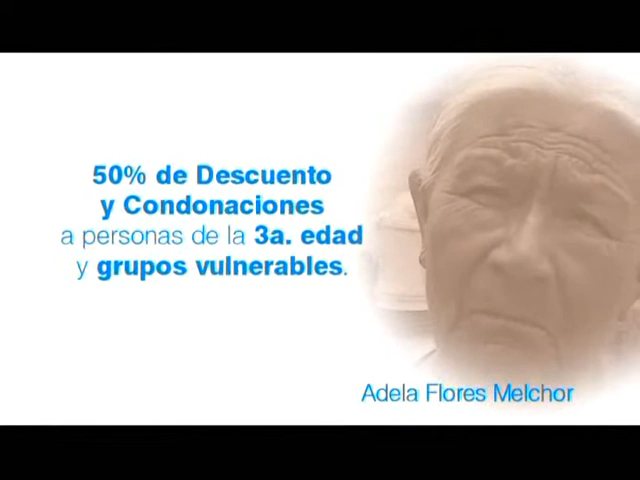 50% de Descuento
y Condonaciones
a personas de la 3a. edad
y grupos vulnerables.
Adela Flores Melchor